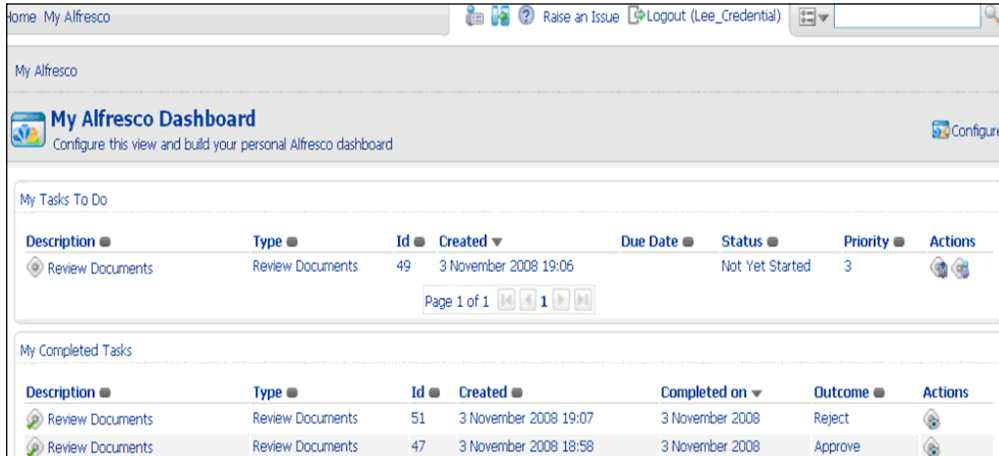 Home My Alfresco Raise an Issue Logout (Lee_Credential)
My Alfresco
My Alfresco Dashboard
Configure this view and build your personal Alfresco dashboard
Configure
My Tasks To Do
Description Type Id Created Due Date Status Priority Actions
Review Documents Review Documents 49 3 November 2008 19:06 Not Yet Started 3
Page 1 of 1 1
My Completed Tasks
Description Type Id Created Completed on Outcome Actions
Review Documents Review Documents 51 3 November 2008 19:07 3 November 2008 Reject
Review Documents Review Documents 47 3 November 2008 18:58 3 November 2008 Approve